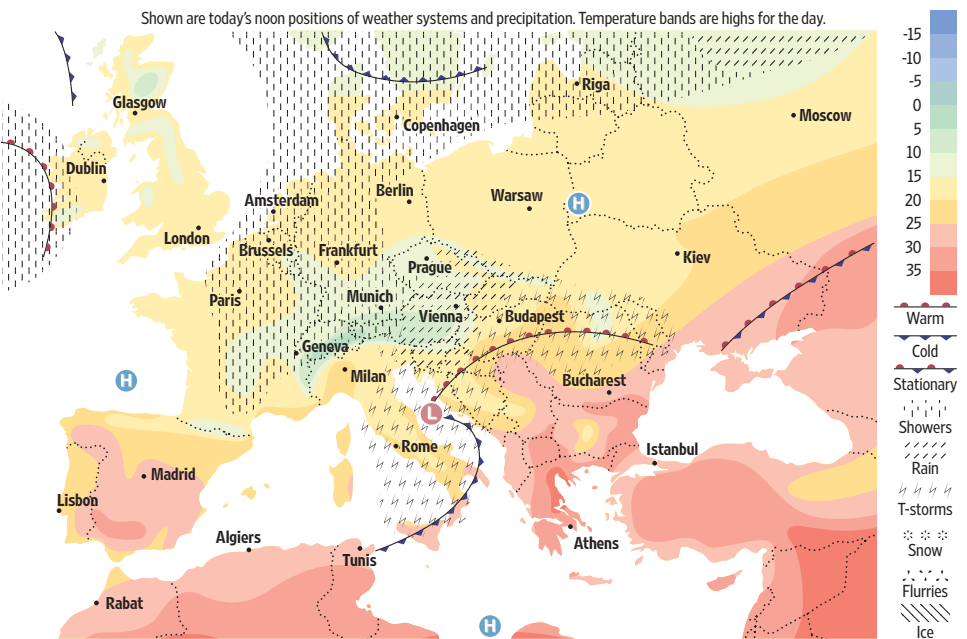 Shown are today's noon positions of weather systems and precipitation. Temperature bands are highs for the day.
-15
-10
-5
0
5
10
15
20
25
30
35
Glasgow
Dublin
London
Amsterdam
Brussels
Paris
Copenhagen
Riga
Moscow
Berlin
Warsaw
H
Kiev
Frankfurt
Prague
Munich
Vienna
Budapest
Geneva
Milan
Bucharest
H
L
Rome
Istanbul
Madrid
Lisbon
Athens
Algiers
Tunis
Rabat
H
Warm
Cold
Stationary
Showers
Rain
T-storms
Snow
Flurries
Ice